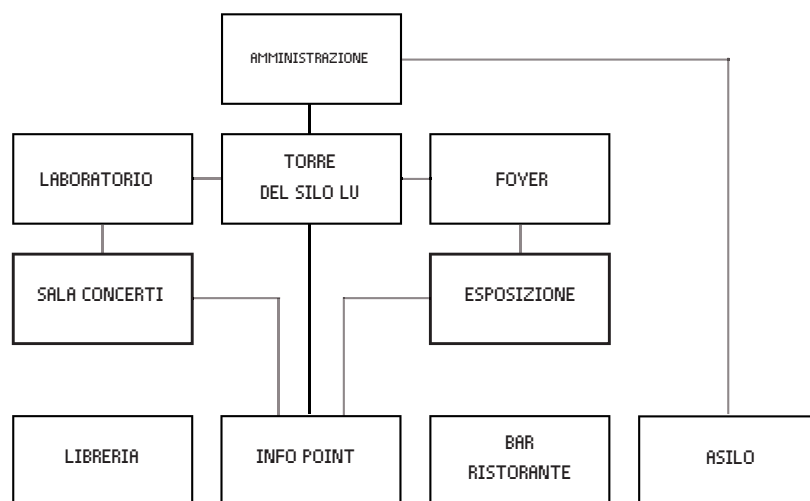 AMMINISTRAZIONE
LABORATORIO
TORRE
DEL SILO LU
FOYER
SALA CONCERTI
ESPOSIZIONE
LIBRERIA
INFO POINT
BAR
RISTORANTE
ASILO